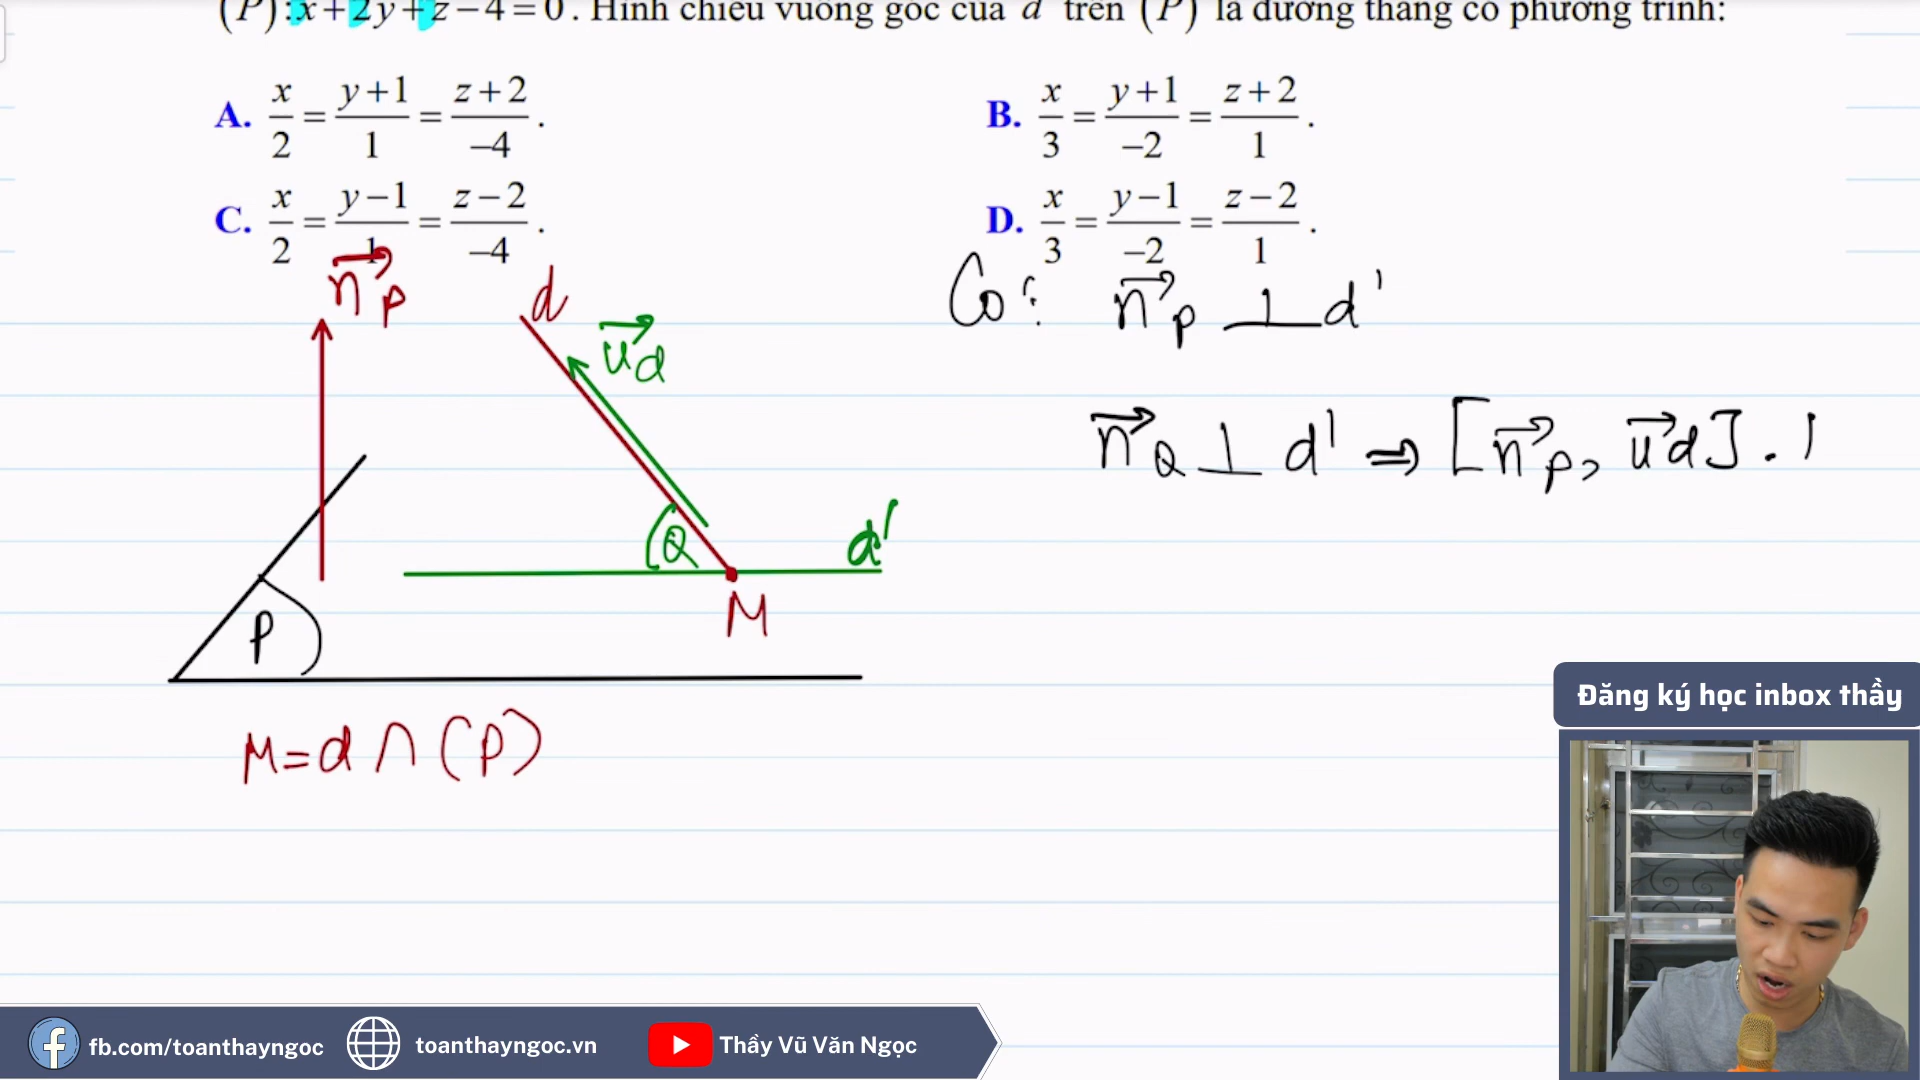 (P): x + 2y + z − 4 = 0. Hình chiếu vuông góc của d trên (P) là đường thẳng có phương trình:
A. x/2 = (y+1)/1 = (z+2)/−4.
B. x/3 = (y+1)/−2 = (z+2)/1.
C. x/2 = (y−1)/1 = (z−2)/−4.
D. x/3 = (y−1)/−2 = (z−2)/1.
n⃗p
d
u⃗d
Q
d'
M
P
M = d ∩ (P)
Có: n⃗p ⊥ d'
n⃗Q ⊥ d' ⇒ [n⃗p, u⃗d].
Đăng ký học inbox thầy
fb.com/toanthayngoc
toanthayngoc.vn
Thầy Vũ Văn Ngọc